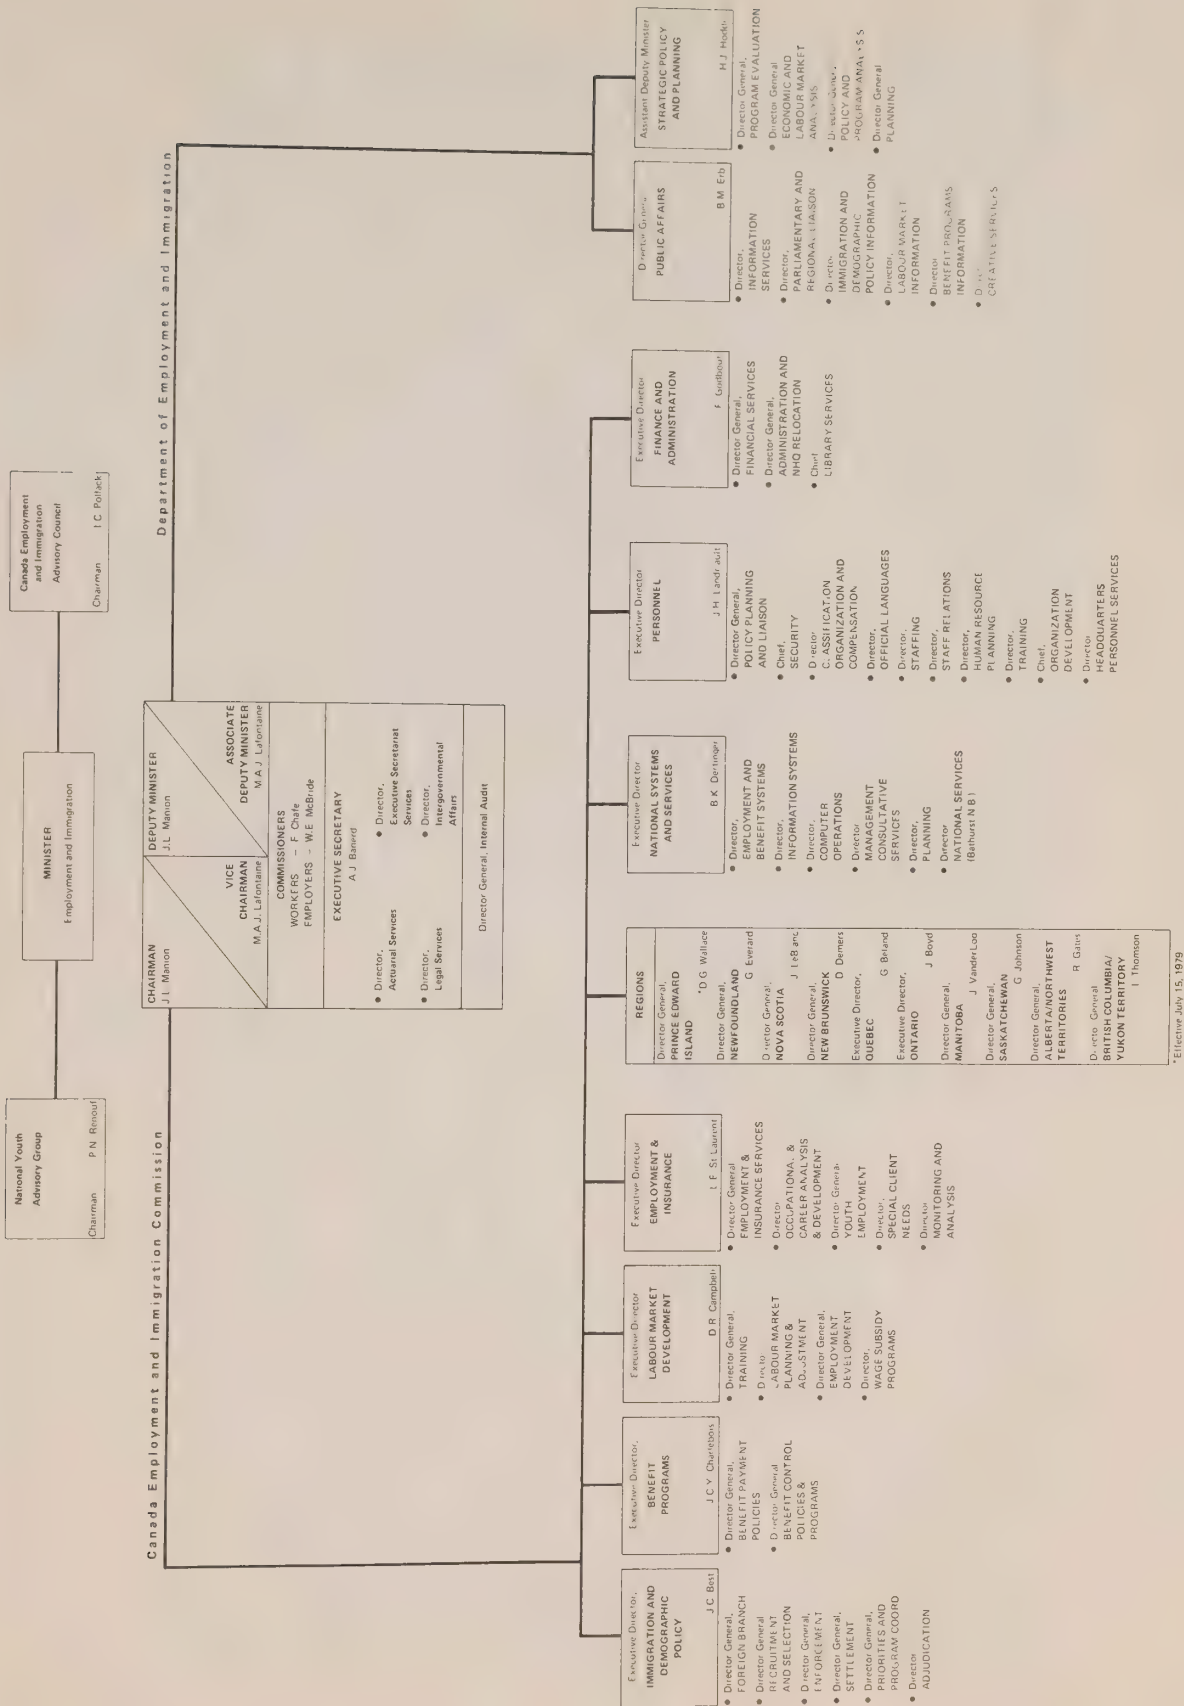 National Youth
Advisory Group
Chairman P N Renouf
MINISTER
Employment and Immigration
Canada Employment
and Immigration
Advisory Council
Chairman I C Pollack
Canada Employment and Immigration Commission
Department of Employment and Immigration
CHAIRMAN
J L Manion
VICE
CHAIRMAN
M.A J. Lafontaine
DEPUTY MINISTER
J.L Manion
ASSOCIATE
DEPUTY MINISTER
M A J Lafontaine
COMMISSIONERS
WORKERS – F Chafe
EMPLOYERS – W.E McBride
EXECUTIVE SECRETARY
A J Banerd
• Director,
Actuarial Services
• Director,
Legal Services
• Director,
Executive Secretariat
Services
• Director,
Intergovernmental
Affairs
Director General, Internal Audit
Executive Director,
IMMIGRATION AND
DEMOGRAPHIC
POLICY
J C Best
• Director General,
FOREIGN BRANCH
• Director General
RECRUITMENT
AND SELECTION
• Director General,
ENFORCEMENT
• Director General,
SETTLEMENT
• Director General,
PRIORITIES AND
PROGRAM COORD
• Director
ADJUDICATION
Executive Director,
BENEFIT
PROGRAMS
J C Y Charlebois
• Director General,
BENEFIT PAYMENT
POLICIES
• Director General
BENEFIT CONTROL
POLICIES &
PROGRAMS
Executive Director
LABOUR MARKET
DEVELOPMENT
D R Campbell
• Director General,
TRAINING
• Director
LABOUR MARKET
PLANNING &
ADJUSTMENT
• Director General,
EMPLOYMENT
DEVELOPMENT
• Director,
WAGE SUBSIDY
PROGRAMS
Executive Director
EMPLOYMENT &
INSURANCE
L F St Laurent
• Director General
EMPLOYMENT &
INSURANCE SERVICES
• Director
OCCUPATIONAL &
CAREER ANALYSIS
& DEVELOPMENT
• Director General
YOUTH
EMPLOYMENT
• Director,
SPECIAL CLIENT
NEEDS
• Director
MONITORING AND
ANALYSIS
REGIONS
Director General,
PRINCE EDWARD
ISLAND
*D G Wallace
Director General,
NEWFOUNDLAND
G Everard
Director General,
NOVA SCOTIA
J LeBlanc
Director General,
NEW BRUNSWICK
D Demers
Executive Director,
QUEBEC
G Beland
Executive Director,
ONTARIO
J Boyd
Director General,
MANITOBA
J VanderLoo
Director General,
SASKATCHEWAN
G Johnson
Director General,
ALBERTA/NORTHWEST
TERRITORIES
R Gates
Director General
BRITISH COLUMBIA/
YUKON TERRITORY
I Thomson
*Effective July 15, 1979
Executive Director
NATIONAL SYSTEMS
AND SERVICES
B K Dertinger
• Director,
EMPLOYMENT AND
BENEFIT SYSTEMS
• Director,
INFORMATION SYSTEMS
• Director,
COMPUTER
OPERATIONS
• Director
MANAGEMENT
CONSULTATIVE
SERVICES
• Director,
PLANNING
• Director
NATIONAL SERVICES
(Bathurst N B )
Executive Director
PERSONNEL
J H Landriault
• Director General,
POLICY PLANNING
AND LIAISON
• Chief,
SECURITY
• Director
CLASSIFICATION
ORGANIZATION AND
COMPENSATION
• Director,
OFFICIAL LANGUAGES
• Director,
STAFFING
• Director,
STAFF RELATIONS
• Director,
HUMAN RESOURCE
PLANNING
• Director,
TRAINING
• Chief,
ORGANIZATION
DEVELOPMENT
• Director
HEADQUARTERS
PERSONNEL SERVICES
Executive Director
FINANCE AND
ADMINISTRATION
F Godbout
• Director General,
FINANCIAL SERVICES
• Director General,
ADMINISTRATION AND
NHQ RELOCATION
• Chief
LIBRARY SERVICES
Director General
PUBLIC AFFAIRS
B M Erb
• Director,
INFORMATION
SERVICES
• Director,
PARLIAMENTARY AND
REGIONAL LIAISON
• Director
IMMIGRATION AND
DEMOGRAPHIC
POLICY INFORMATION
• Director,
LABOUR MARKET
INFORMATION
• Director
BENEFIT PROGRAMS
INFORMATION
• Director
CREATIVE SERVICES
Assistant Deputy Minister
STRATEGIC POLICY
AND PLANNING
H J
• Director General,
PROGRAM EVALUATION
• Director General
ECONOMIC AND
LABOUR MARKET
ANALYSIS
• Director General,
POLICY AND
PROGRAM ANALYSIS
• Director General
PLANNING